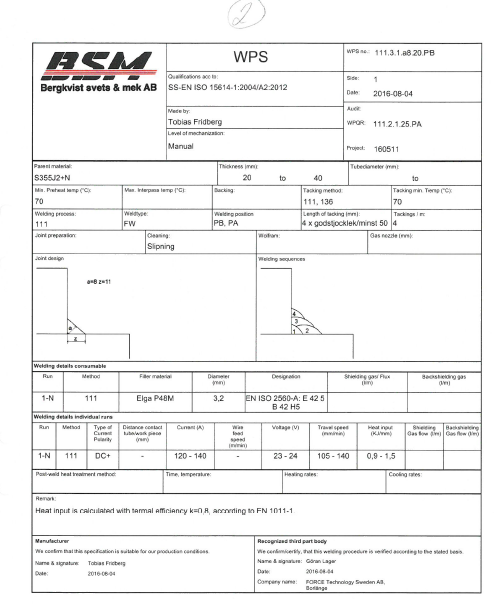 2
BSM
Bergkvist svets & mek AB
WPS
WPS no.: 111.3.1.a8.20.PB
Qualifications acc to:
SS-EN ISO 15614-1:2004/A2:2012
Side: 1
Date: 2016-08-04
Made by:
Tobias Fridberg
Audit:
WPQR: 111.2.1.25.PA
Level of mechanization:
Manual
Project: 160511
Parent material: Thickness (mm): Tubediameter (mm):
S355J2+N 20 to 40 to
Min. Preheat temp (°C): Max. Interpass temp (°C): Backing: Tacking method: Tacking min. Temp (°C):
70 111, 136 70
Welding process: Weldtype: Welding position Length of tacking (mm): Tackings / m:
111 FW PB, PA 4 x godstjocklek/minst 50 4
Joint preparation: Cleaning: Wolfram: Gas nozzle (mm):
Slipning
Joint design Welding sequences
a=8 z=11
a
z
4
3
1 2
Welding details consumable
Run Method Filler material Diameter (mm) Designation Shielding gas/ Flux (l/m) Backshielding gas (l/m)
1-N 111 Elga P48M 3,2 EN ISO 2560-A: E 42 5
B 42 H5
Welding details individual runs
Run Method Type of Current Polarity Distance contact tube/work piece (mm) Current (A) Wire feed speed (m/min) Voltage (V) Travel speed (mm/min) Heat input (KJ/mm) Shielding Gas flow (l/m) Backshielding Gas flow (l/m)
1-N 111 DC+ - 120 - 140 - 23 - 24 105 - 140 0,9 - 1,5
Post-weld heat treatment method: Time, temperature: Heating rates: Cooling rates:
Remark:
Heat input is calculated with termal efficiency k=0,8, according to EN 1011-1
Manufacturer Recognized third part body
We confirm that this specification is suitable for our production conditions. We confirm/certify, that this welding procedure is verified according to the stated basis.
Name & signature: Tobias Fridberg Name & signature: Göran Lager
Date: 2016-08-04 Date: 2016-08-04
Company name: FORCE Technology Sweden AB,
Borlänge